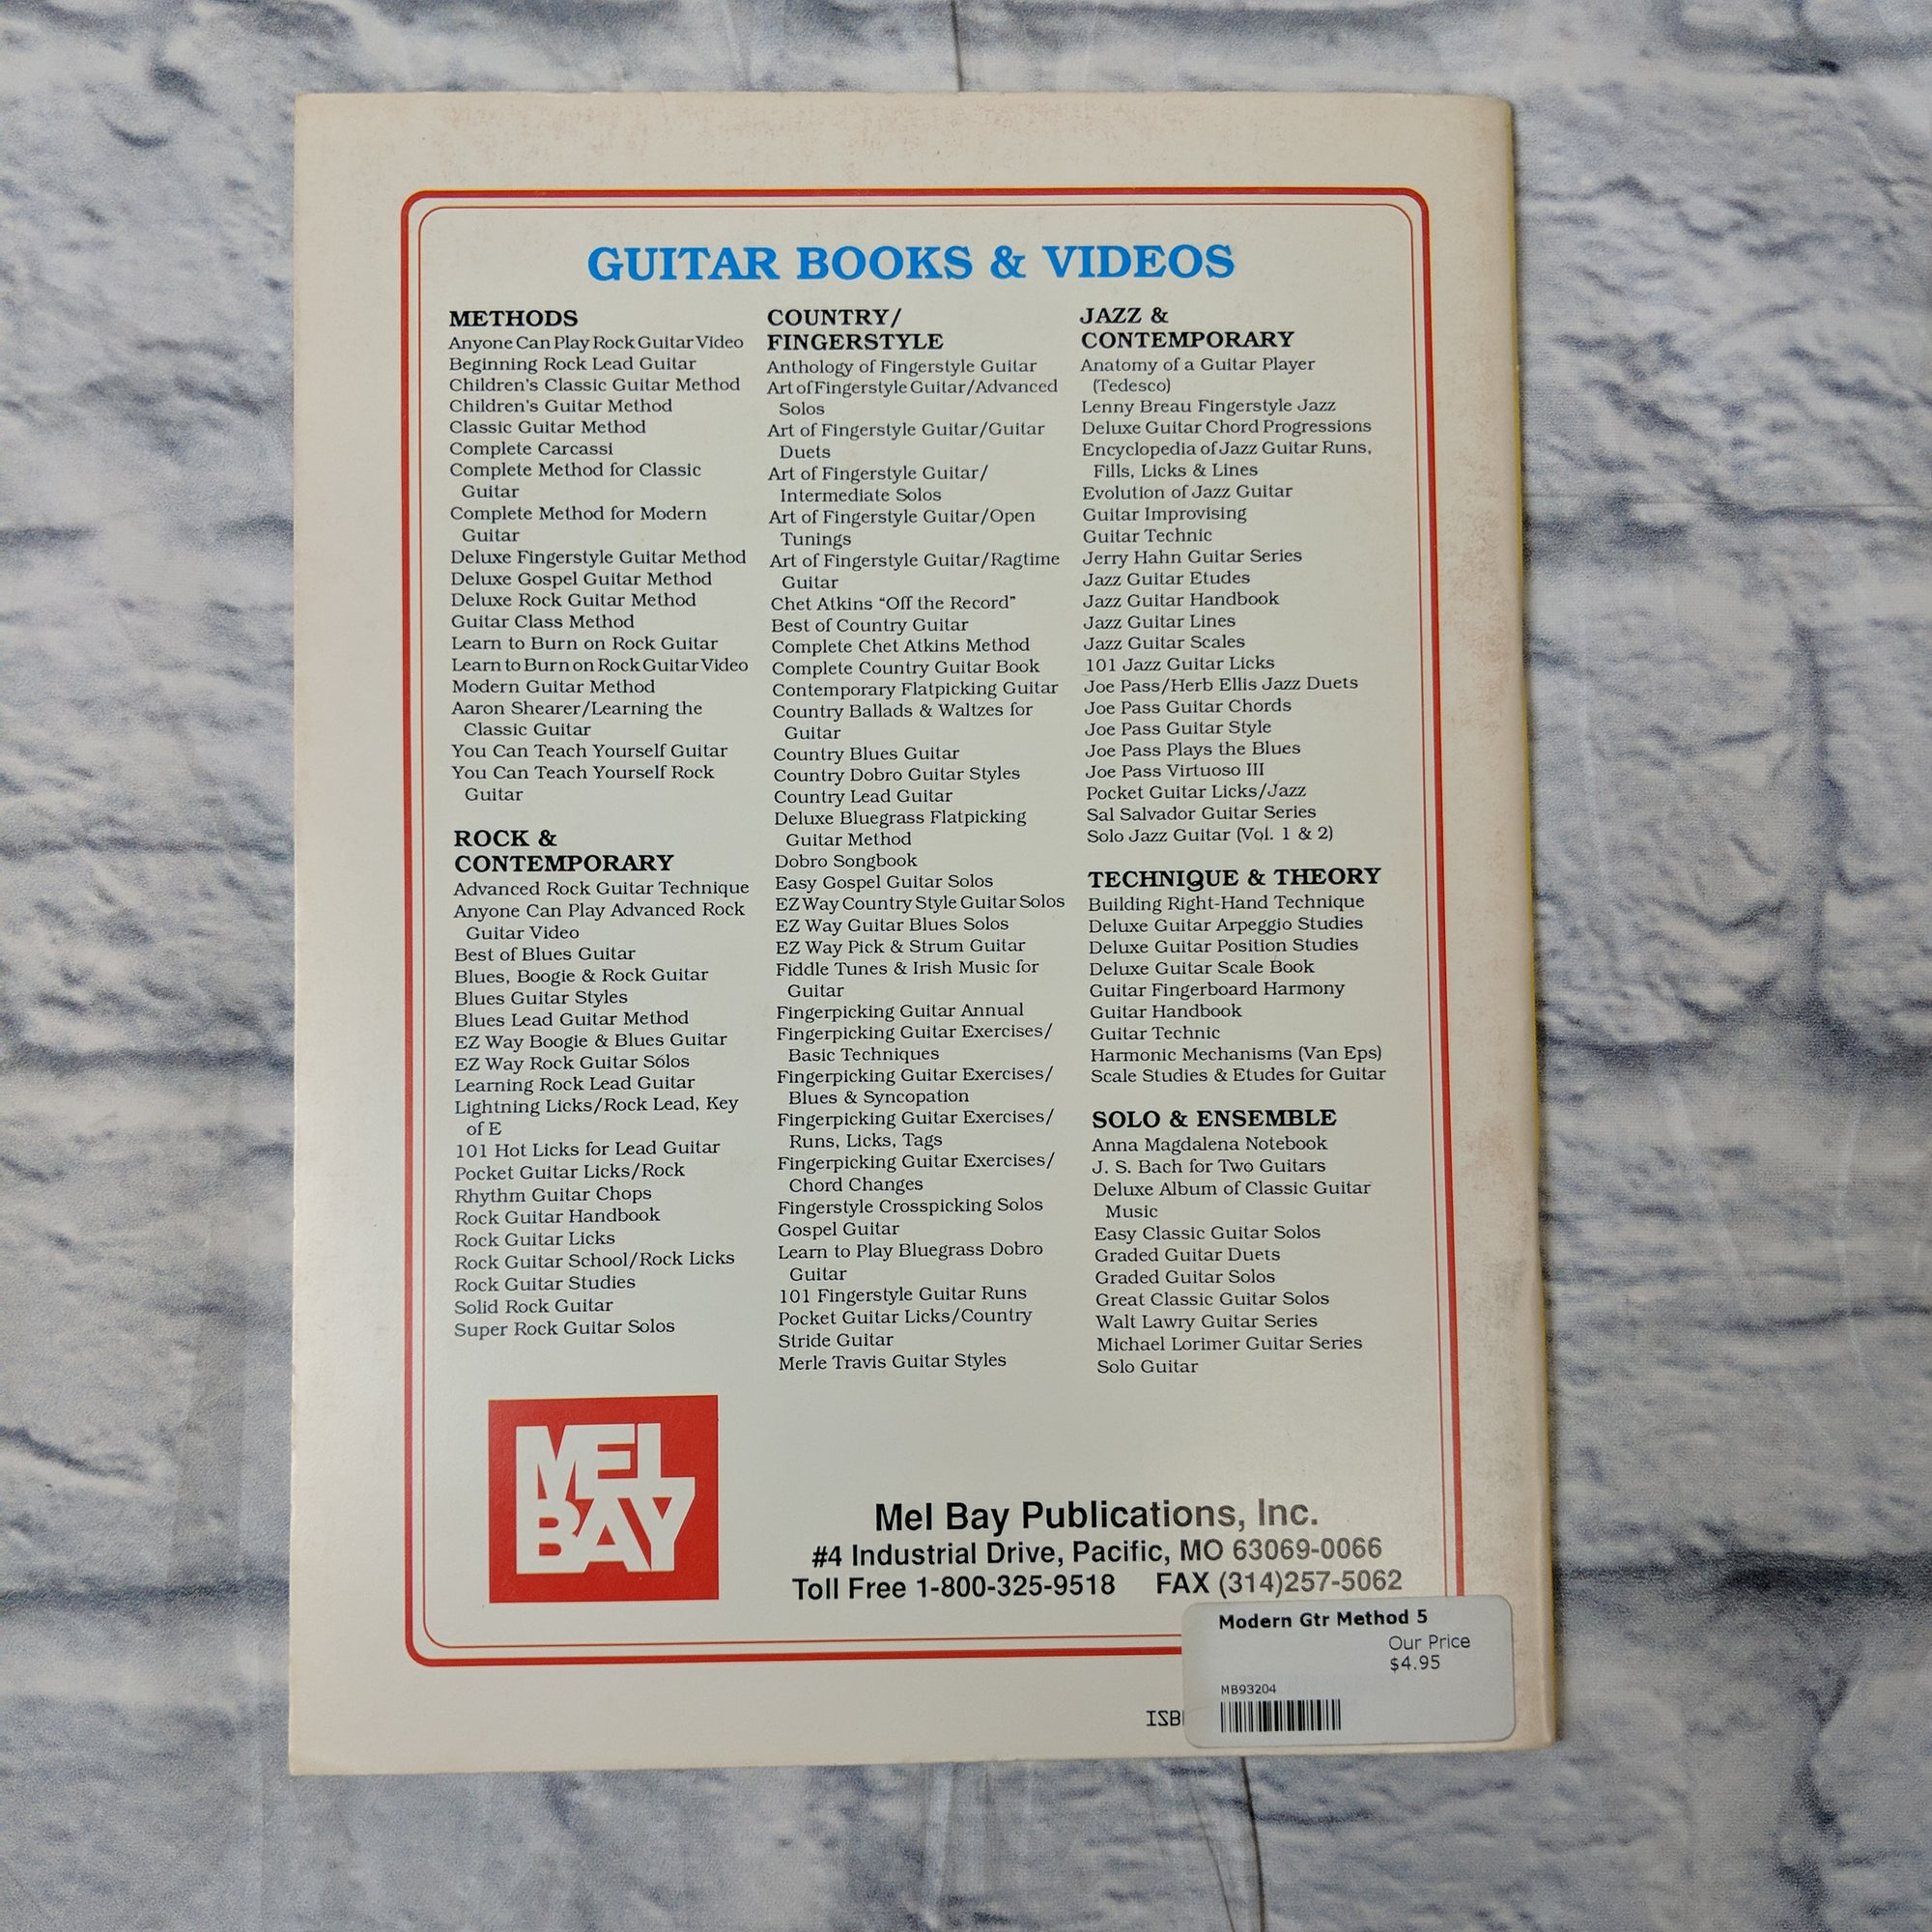 GUITAR BOOKS & VIDEOS
METHODS
Anyone Can Play Rock Guitar Video
Beginning Rock Lead Guitar
Children's Classic Guitar Method
Children's Guitar Method
Classic Guitar Method
Complete Carcassi
Complete Method for Classic
Guitar
Complete Method for Modern
Guitar
Deluxe Fingerstyle Guitar Method
Deluxe Gospel Guitar Method
Deluxe Rock Guitar Method
Guitar Class Method
Learn to Burn on Rock Guitar
Learn to Burn on Rock Guitar Video
Modern Guitar Method
Aaron Shearer/Learning the
Classic Guitar
You Can Teach Yourself Guitar
You Can Teach Yourself Rock
Guitar
ROCK &
CONTEMPORARY
Advanced Rock Guitar Technique
Anyone Can Play Advanced Rock
Guitar Video
Best of Blues Guitar
Blues, Boogie & Rock Guitar
Blues Guitar Styles
Blues Lead Guitar Method
EZ Way Boogie & Blues Guitar
EZ Way Rock Guitar Sólos
Learning Rock Lead Guitar
Lightning Licks/Rock Lead, Key
of E
101 Hot Licks for Lead Guitar
Pocket Guitar Licks/Rock
Rhythm Guitar Chops
Rock Guitar Handbook
Rock Guitar Licks
Rock Guitar School/Rock Licks
Rock Guitar Studies
Solid Rock Guitar
Super Rock Guitar Solos
COUNTRY/
FINGERSTYLE
Anthology of Fingerstyle Guitar
Art of Fingerstyle Guitar/Advanced
Solos
Art of Fingerstyle Guitar/Guitar
Duets
Art of Fingerstyle Guitar/
Intermediate Solos
Art of Fingerstyle Guitar/Open
Tunings
Art of Fingerstyle Guitar/Ragtime
Guitar
Chet Atkins “Off the Record”
Best of Country Guitar
Complete Chet Atkins Method
Complete Country Guitar Book
Contemporary Flatpicking Guitar
Country Ballads & Waltzes for
Guitar
Country Blues Guitar
Country Dobro Guitar Styles
Country Lead Guitar
Deluxe Bluegrass Flatpicking
Guitar Method
Dobro Songbook
Easy Gospel Guitar Solos
EZ Way Country Style Guitar Solos
EZ Way Guitar Blues Solos
EZ Way Pick & Strum Guitar
Fiddle Tunes & Irish Music for
Guitar
Fingerpicking Guitar Annual
Fingerpicking Guitar Exercises/
Basic Techniques
Fingerpicking Guitar Exercises/
Blues & Syncopation
Fingerpicking Guitar Exercises/
Runs, Licks, Tags
Fingerpicking Guitar Exercises/
Chord Changes
Fingerstyle Crosspicking Solos
Gospel Guitar
Learn to Play Bluegrass Dobro
Guitar
101 Fingerstyle Guitar Runs
Pocket Guitar Licks/Country
Stride Guitar
Merle Travis Guitar Styles
JAZZ &
CONTEMPORARY
Anatomy of a Guitar Player
(Tedesco)
Lenny Breau Fingerstyle Jazz
Deluxe Guitar Chord Progressions
Encyclopedia of Jazz Guitar Runs,
Fills, Licks & Lines
Evolution of Jazz Guitar
Guitar Improvising
Guitar Technic
Jerry Hahn Guitar Series
Jazz Guitar Etudes
Jazz Guitar Handbook
Jazz Guitar Lines
Jazz Guitar Scales
101 Jazz Guitar Licks
Joe Pass/Herb Ellis Jazz Duets
Joe Pass Guitar Chords
Joe Pass Guitar Style
Joe Pass Plays the Blues
Joe Pass Virtuoso III
Pocket Guitar Licks/Jazz
Sal Salvador Guitar Series
Solo Jazz Guitar (Vol. 1 & 2)
TECHNIQUE & THEORY
Building Right-Hand Technique
Deluxe Guitar Arpeggio Studies
Deluxe Guitar Position Studies
Deluxe Guitar Scale Book
Guitar Fingerboard Harmony
Guitar Handbook
Guitar Technic
Harmonic Mechanisms (Van Eps)
Scale Studies & Etudes for Guitar
SOLO & ENSEMBLE
Anna Magdalena Notebook
J. S. Bach for Two Guitars
Deluxe Album of Classic Guitar
Music
Easy Classic Guitar Solos
Graded Guitar Duets
Graded Guitar Solos
Great Classic Guitar Solos
Walt Lawry Guitar Series
Michael Lorimer Guitar Series
Solo Guitar
MEL
BAY
Mel Bay Publications, Inc.
#4 Industrial Drive, Pacific, MO 63069-0066
Toll Free 1-800-325-9518 FAX (314)257-5062
Modern Gtr Method 5
Our Price
$4.95
MB93204